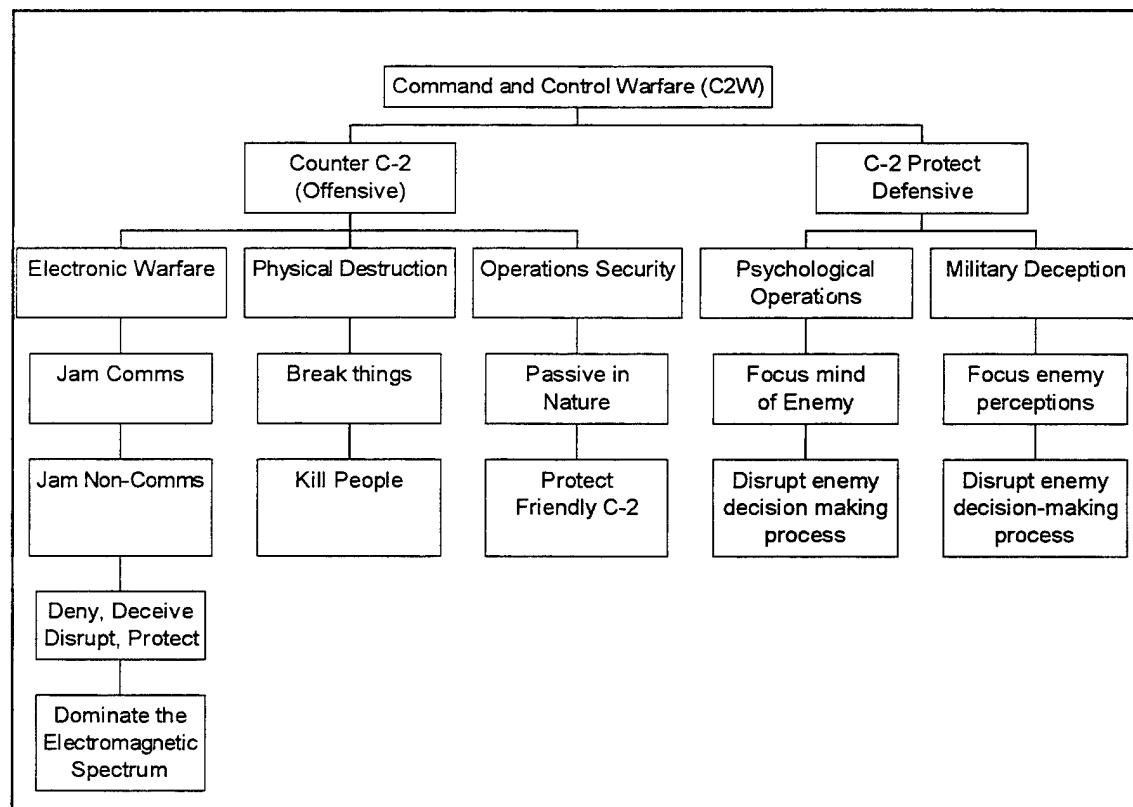 Command and Control Warfare (C2W)
Counter C-2
(Offensive)
C-2 Protect
Defensive
Electronic Warfare
Physical Destruction
Operations Security
Psychological
Operations
Military Deception
Jam Comms
Break things
Passive in
Nature
Focus mind
of Enemy
Focus enemy
perceptions
Jam Non-Comms
Kill People
Protect
Friendly C-2
Disrupt enemy
decision making
process
Disrupt enemy
decision-making
process
Deny, Deceive
Disrupt, Protect
Dominate the
Electromagnetic
Spectrum